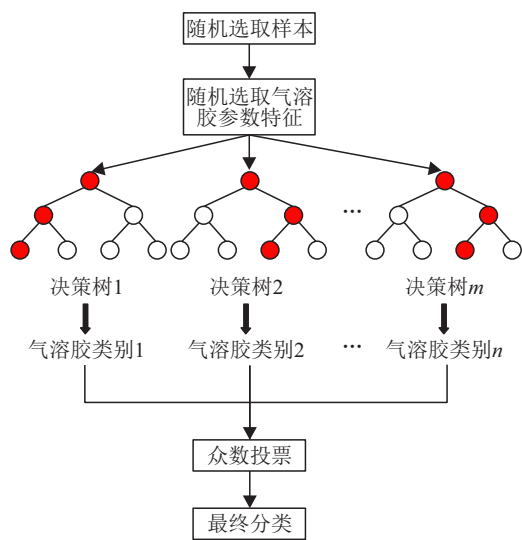 随机选取样本
随机选取气溶
胶参数特征
...
决策树1 决策树2 决策树m
气溶胶类别1 气溶胶类别2 ... 气溶胶类别n
众数投票
最终分类